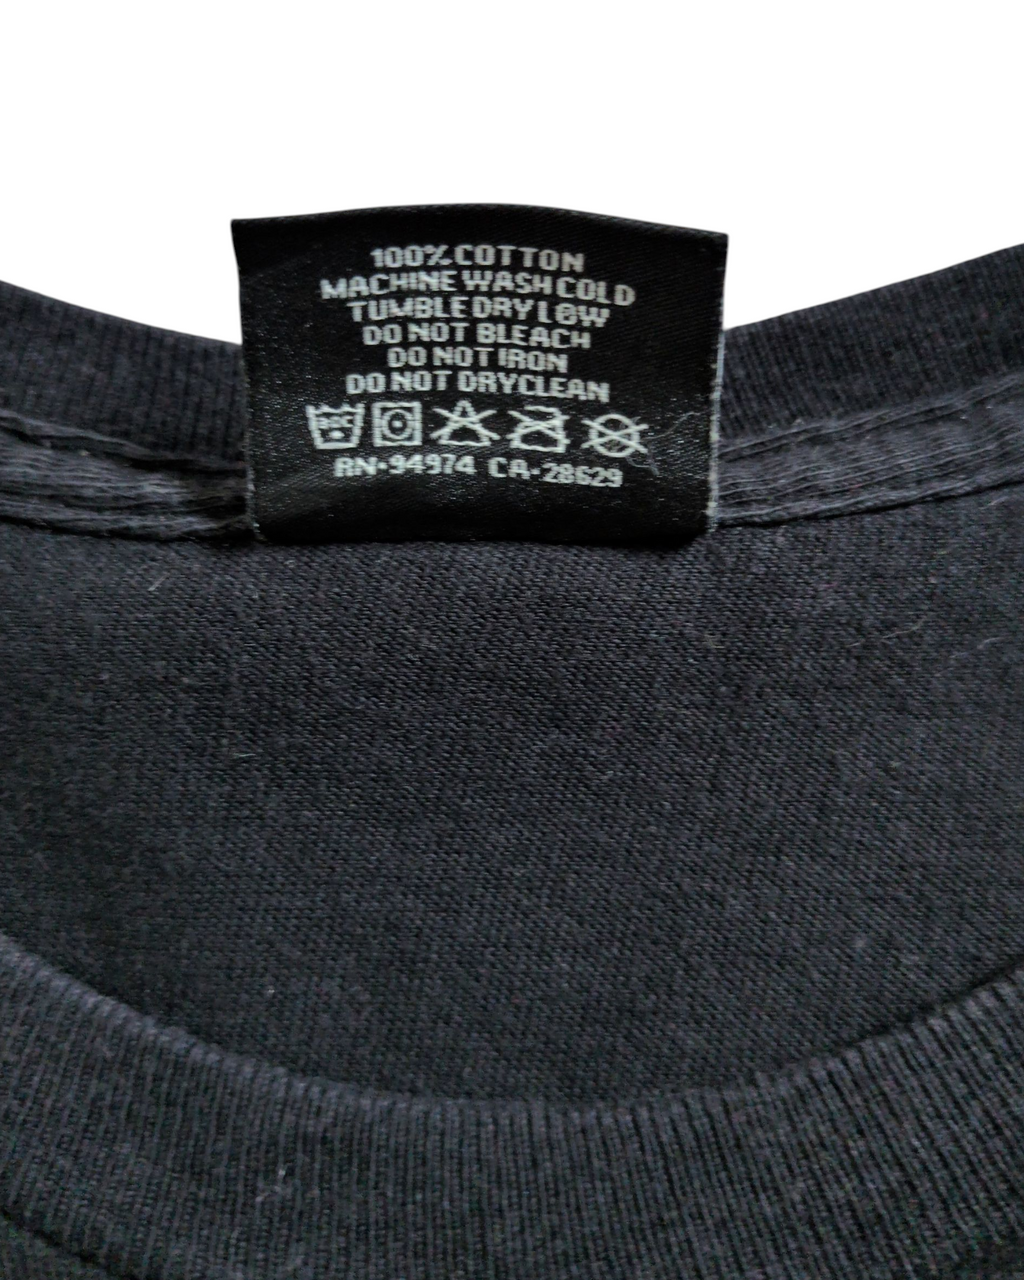 100% COTTON
MACHINE WASH COLD
TUMBLE DRY LOW
DO NOT BLEACH
DO NOT IRON
DO NOT DRYCLEAN
30C
RN-94974 CA-28629